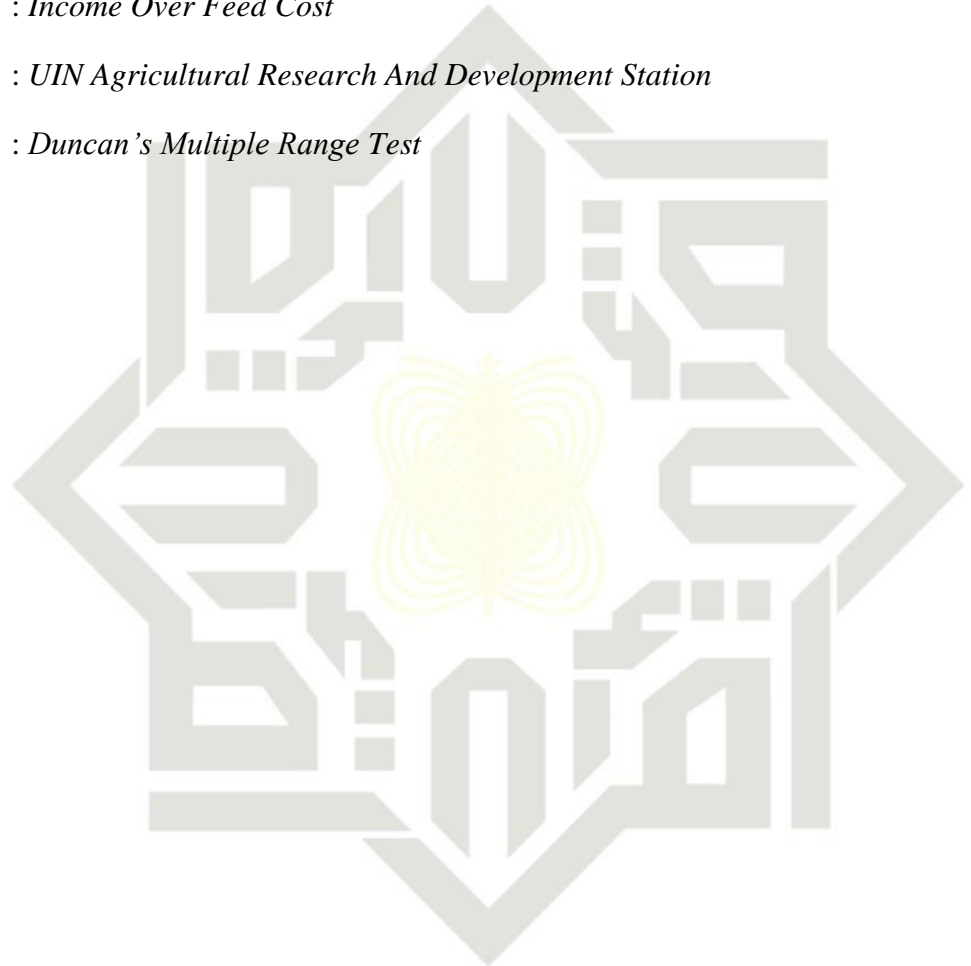 : Income Over Feed Cost
: UIN Agricultural Research And Development Station
: Duncan’s Multiple Range Test